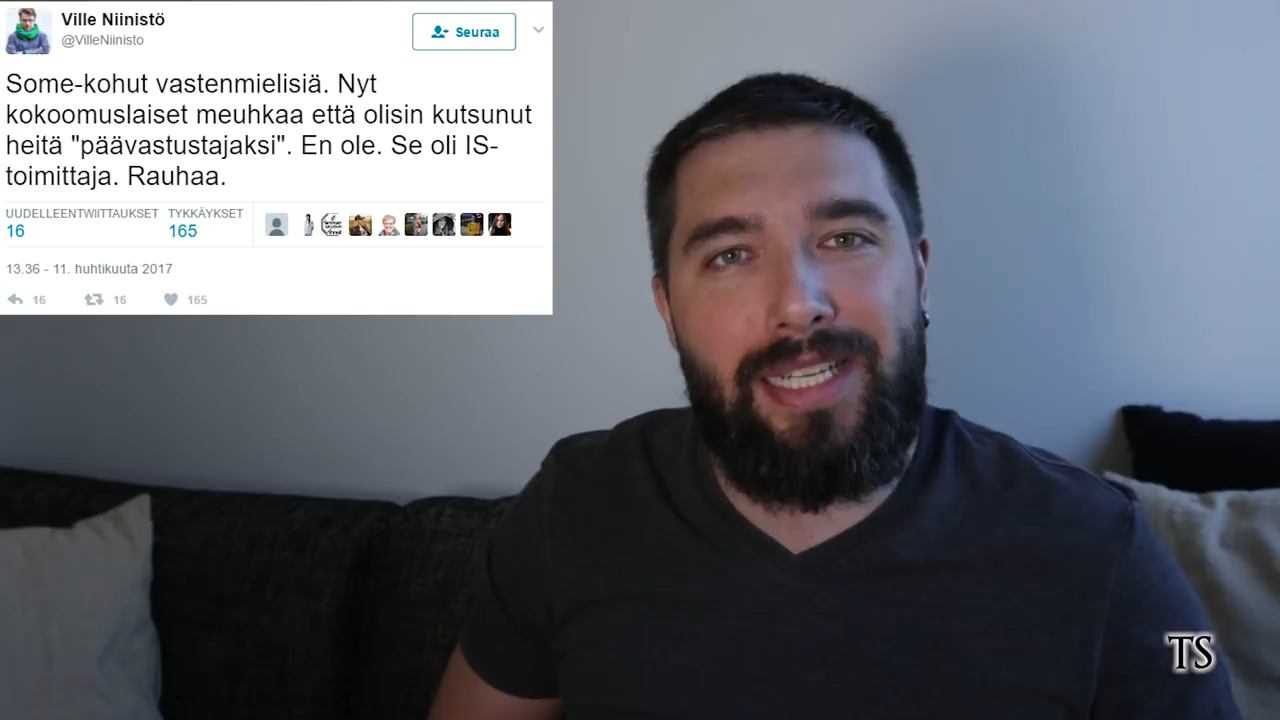 Ville Niinistö
@VilleNiinisto
Seuraa
Some-kohut vastenmielisiä. Nyt
kokoomuslaiset meuhkaa että olisin kutsunut
heitä "päävastustajaksi". En ole. Se oli IS-
toimittaja. Rauhaa.
UUDELLEENTWIITTAUKSET TYKKÄYKSET
16 165
13.36 - 11. huhtikuuta 2017
16 16 165
TS